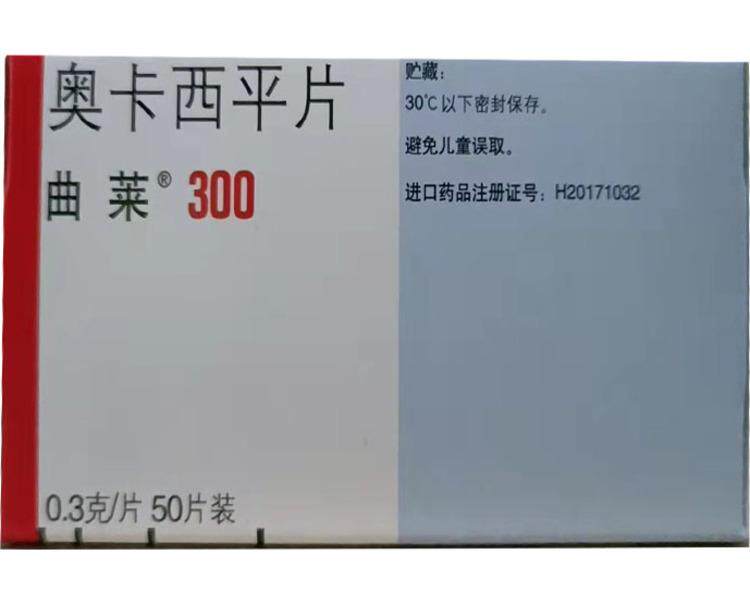 奥卡西平片
曲莱® 300
0.3克/片 50片装
贮藏：
30℃以下密封保存。
避免儿童误取。
进口药品注册证号：H20171032